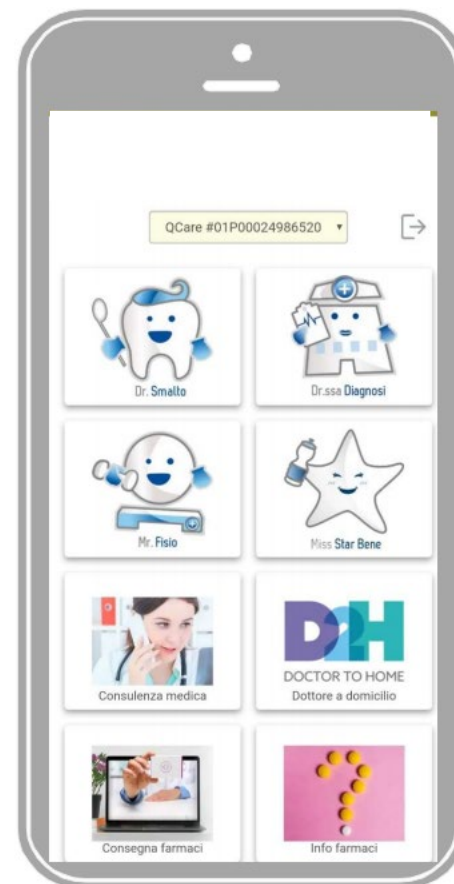 QCare #01P00024986520
Dr. Smalto
Dr.ssa Diagnosi
Mr. Fisio
Miss Star Bene
Consulenza medica
D2H
DOCTOR TO HOME
Dottore a domicilio
Consegna farmaci
Info farmaci